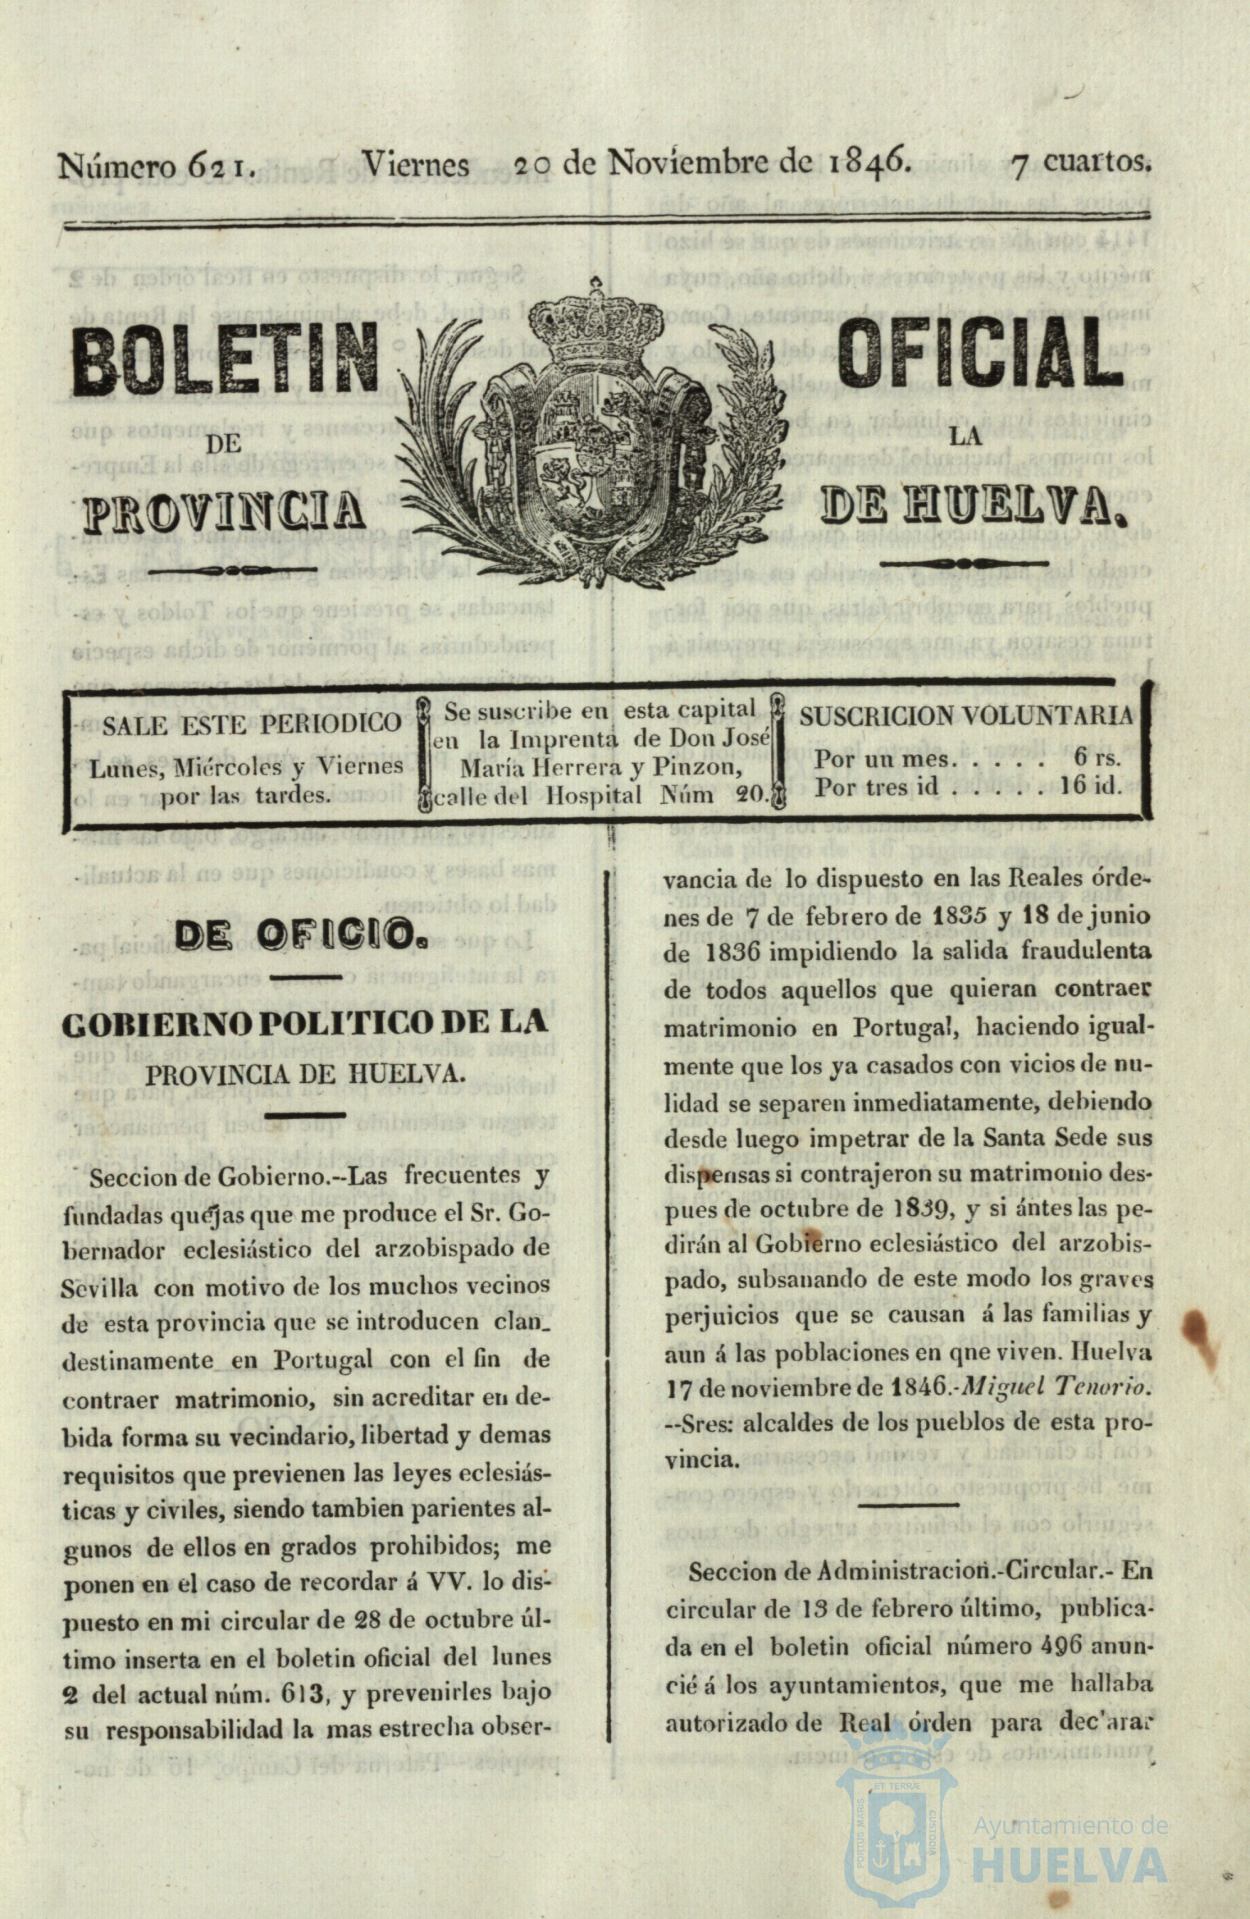 Número 621. Viernes 20 de Noviembre de 1846. 7 cuartos.
BOLETIN OFICIAL
DE LA
PROVINCIA DE HUELVA.
SALE ESTE PERIODICO
Lunes, Miércoles y Viernes
por las tardes.
Se suscribe en esta capital
en la Imprenta de Don José
María Herrera y Pinzon,
calle del Hospital Núm 20.
SUSCRICION VOLUNTARIA
Por un mes. . . . . 6 rs.
Por tres id . . . . . 16 id.
DE OFICIO.
GOBIERNO POLITICO DE LA
PROVINCIA DE HUELVA.
Seccion de Gobierno.--Las frecuentes y
fundadas quejas que me produce el Sr. Go-
bernador eclesiástico del arzobispado de
Sevilla con motivo de los muchos vecinos
de esta provincia que se introducen clan_
destinamente en Portugal con el fin de
contraer matrimonio, sin acreditar en de-
bida forma su vecindario, libertad y demas
requisitos que previenen las leyes eclesiás-
ticas y civiles, siendo tambien parientes al-
gunos de ellos en grados prohibidos; me
ponen en el caso de recordar á VV. lo dis-
puesto en mi circular de 28 de octubre úl-
timo inserta en el boletin oficial del lunes
2 del actual núm. 613, y prevenirles bajo
su responsabilidad la mas estrecha obser-
vancia de lo dispuesto en las Reales órde-
nes de 7 de febrero de 1835 y 18 de junio
de 1836 impidiendo la salida fraudulenta
de todos aquellos que quieran contraer
matrimonio en Portugal, haciendo igual-
mente que los ya casados con vicios de nu-
lidad se separen inmediatamente, debiendo
desde luego impetrar de la Santa Sede sus
dispensas si contrajeron su matrimonio des-
pues de octubre de 1839, y si ántes las pe-
dirán al Gobierno eclesiástico del arzobis-
pado, subsanando de este modo los graves
perjuicios que se causan á las familias y
aun á las poblaciones en qne viven. Huelva
17 de noviembre de 1846.-Miguel Tenorio.
--Sres: alcaldes de los pueblos de esta pro-
vincia.
Seccion de Administracion.-Circular.- En
circular de 13 de febrero último, publica-
da en el boletin oficial número 496 anun-
cié á los ayuntamientos, que me hallaba
autorizado de Real órden para dec'arar
PORTUS MARIS
ET TERRÆ
CUSTODIA
Ayuntamiento de
HUELVA